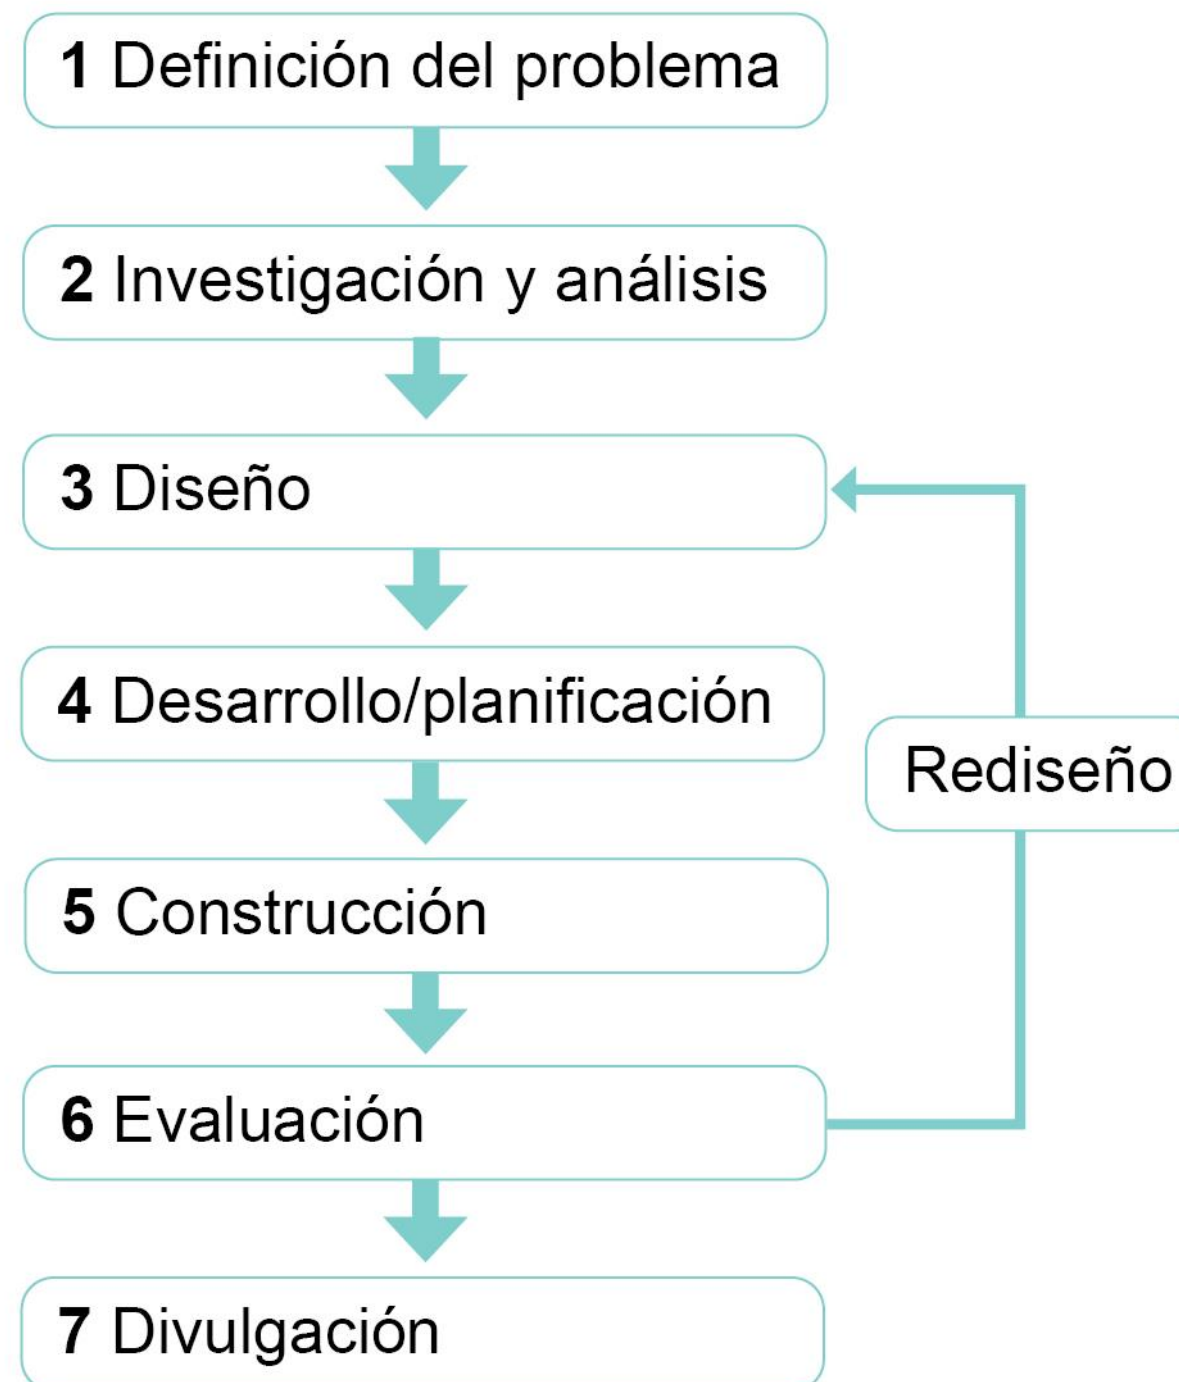 1 Definición del problema
2 Investigación y análisis
3 Diseño
4 Desarrollo/planificación
Rediseño
5 Construcción
6 Evaluación
7 Divulgación